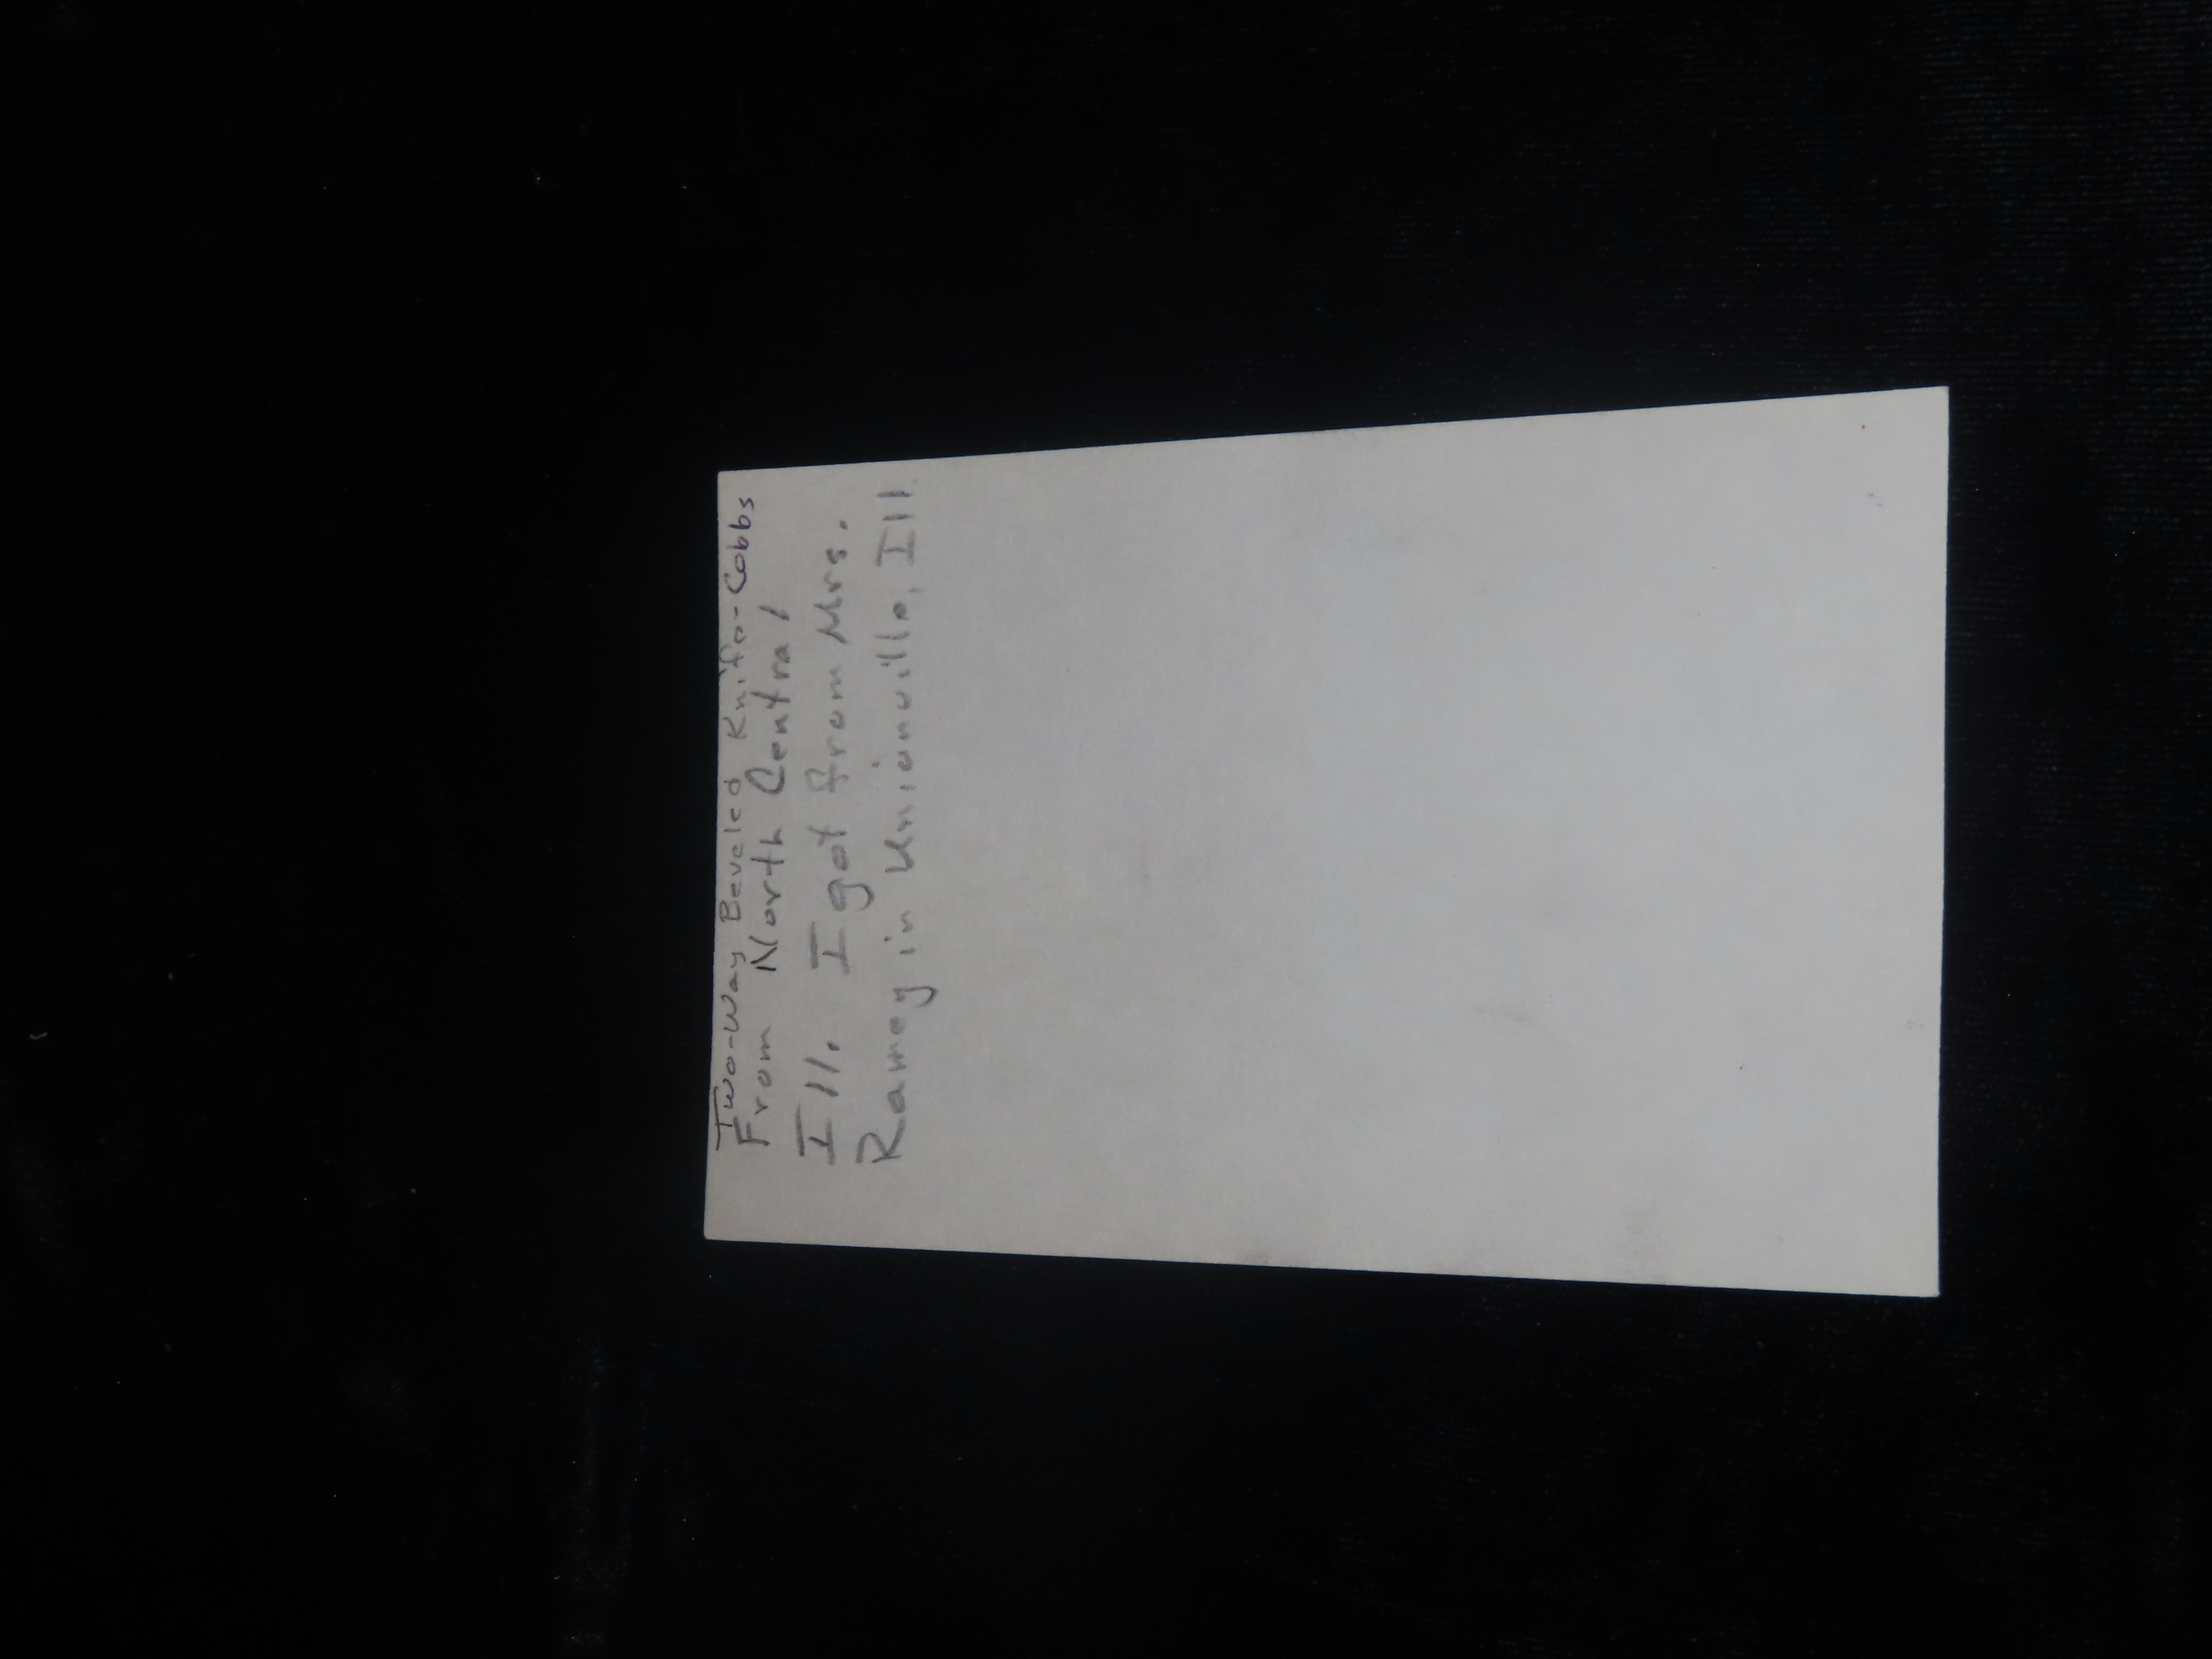 Two-Way Beveled Knife-Cobbs
From North Central
Ill. I got from Mrs.
Ramey in Unionville, Ill.